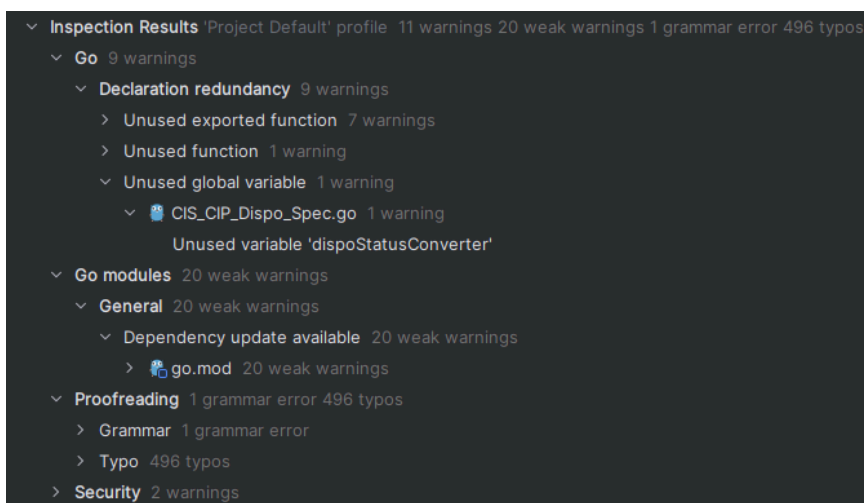 Inspection Results 'Project Default' profile 11 warnings 20 weak warnings 1 grammar error 496 typos
Go 9 warnings
Declaration redundancy 9 warnings
Unused exported function 7 warnings
Unused function 1 warning
Unused global variable 1 warning
CIS_CIP_Dispo_Spec.go 1 warning
Unused variable 'dispoStatusConverter'
Go modules 20 weak warnings
General 20 weak warnings
Dependency update available 20 weak warnings
go.mod 20 weak warnings
Proofreading 1 grammar error 496 typos
Grammar 1 grammar error
Typo 496 typos
Security 2 warnings